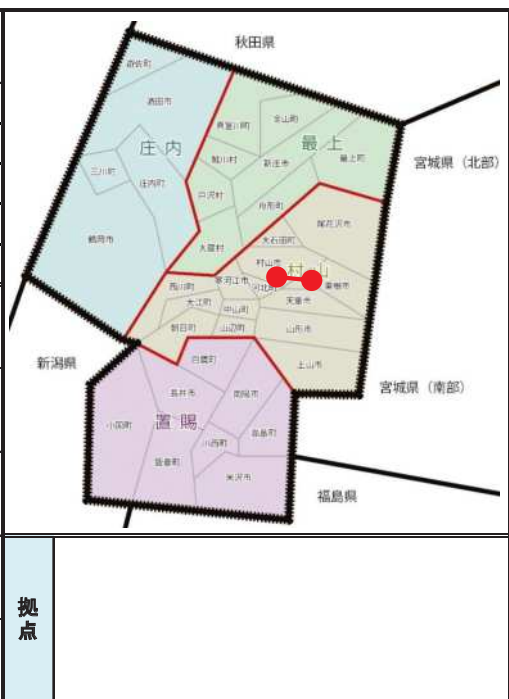 秋田県
遊佐町
酒田市
真室川町
金山町
庄内
最上
鮭川村
新庄市
最上町
宮城県（北部）
三川町
庄内町
戸沢村
舟形町
鶴岡市
尾花沢市
大石田町
大蔵村
村山市
村山
西川町
寒河江市
河北町
東根市
大江町
中山町
天童市
朝日町
山辺町
山形市
新潟県
白鷹町
上山市
宮城県（南部）
長井市
南陽市
小国町
置賜
高畠町
川西町
飯豊町
米沢市
福島県
拠点